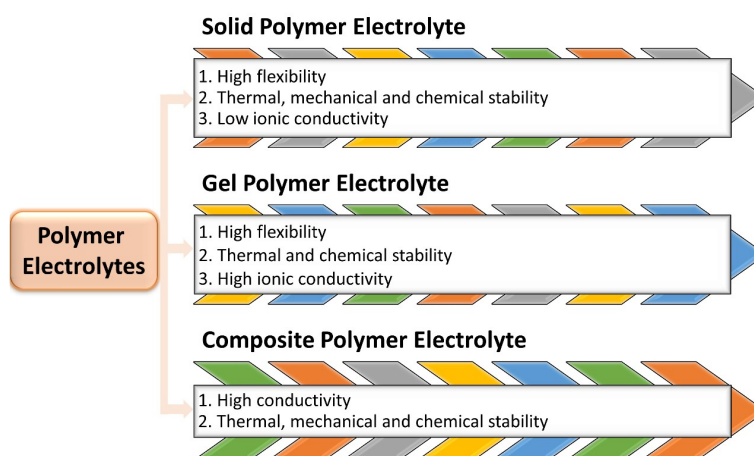 Solid Polymer Electrolyte
1. High flexibility
2. Thermal, mechanical and chemical stability
3. Low ionic conductivity
Polymer
Electrolytes
Gel Polymer Electrolyte
1. High flexibility
2. Thermal and chemical stability
3. High ionic conductivity
Composite Polymer Electrolyte
1. High conductivity
2. Thermal, mechanical and chemical stability